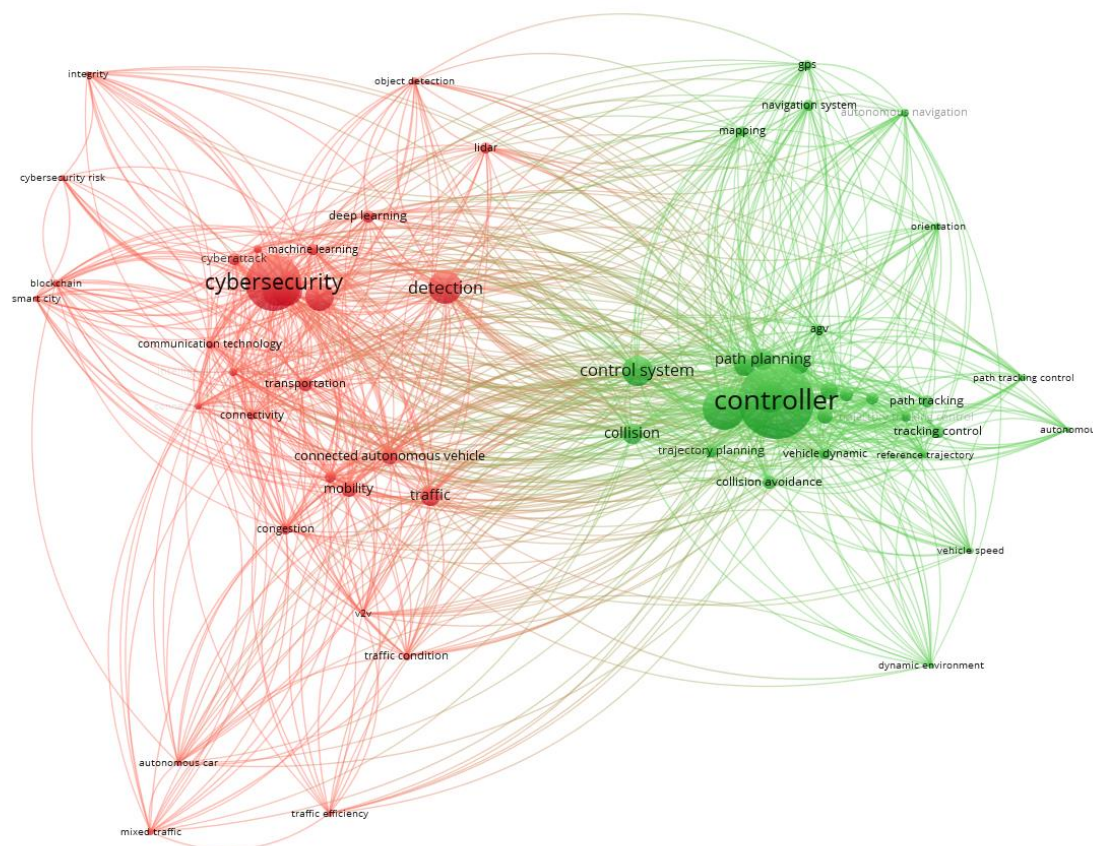 gps
integrity
object detection
navigation system
autonomous navigation
mapping
lidar
cybersecurity risk
deep learning
orientation
machine learning
cyberattack
cybersecurity
blockchain
detection
smart city
agv
communication technology
path planning
control system
path tracking control
transportation
controller
path tracking
connectivity
autonomous
collision
tracking control
trajectory planning
vehicle dynamic
reference trajectory
connected autonomous vehicle
collision avoidance
mobility
traffic
congestion
vehicle speed
v2v
traffic condition
dynamic environment
autonomous car
traffic efficiency
mixed traffic